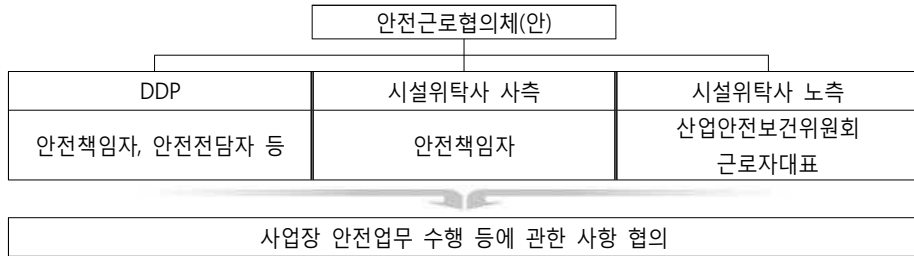 안전근로협의체(안)
DDP
시설위탁사 사측
시설위탁사 노측
안전책임자, 안전전담자 등
안전책임자
산업안전보건위원회
근로자대표
사업장 안전업무 수행 등에 관한 사항 협의